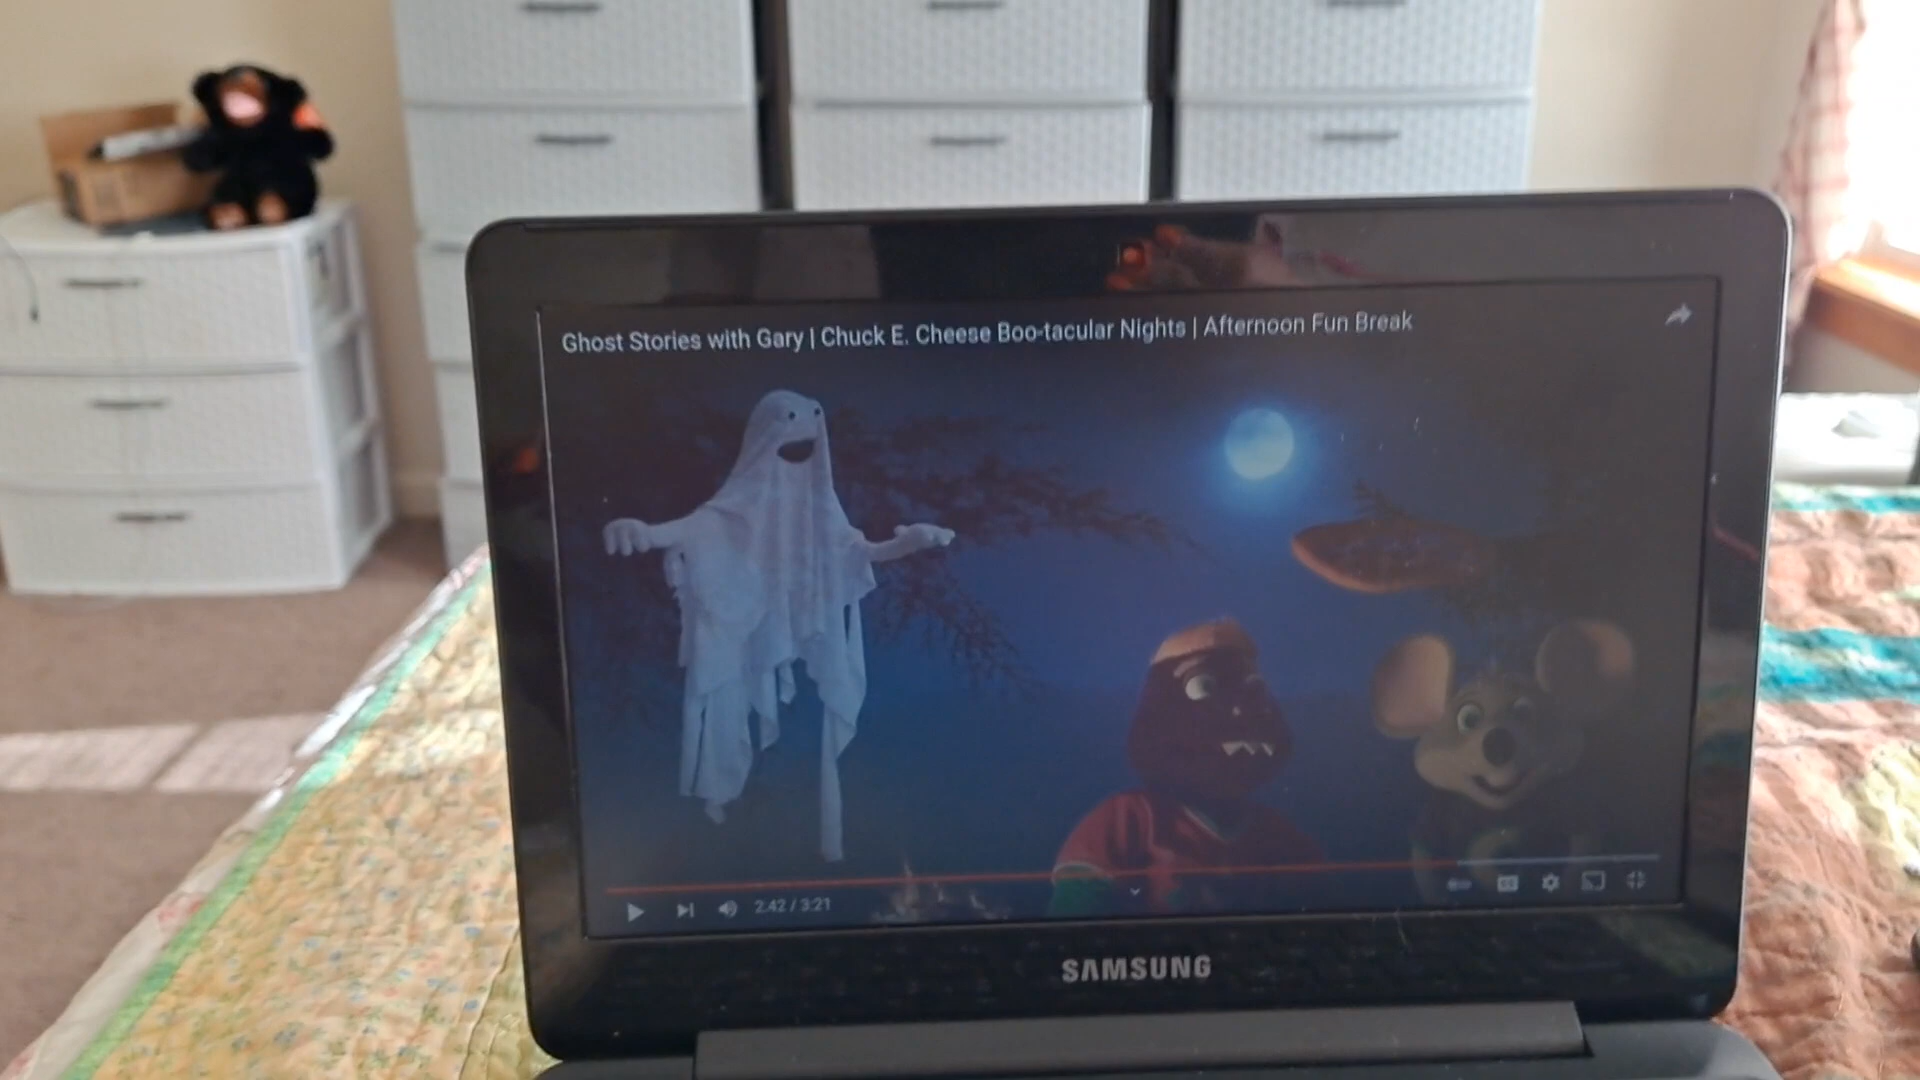 Ghost Stories with Gary | Chuck E. Cheese Boo-tacular Nights | Afternoon Fun Break
2:42 / 3:21
SAMSUNG